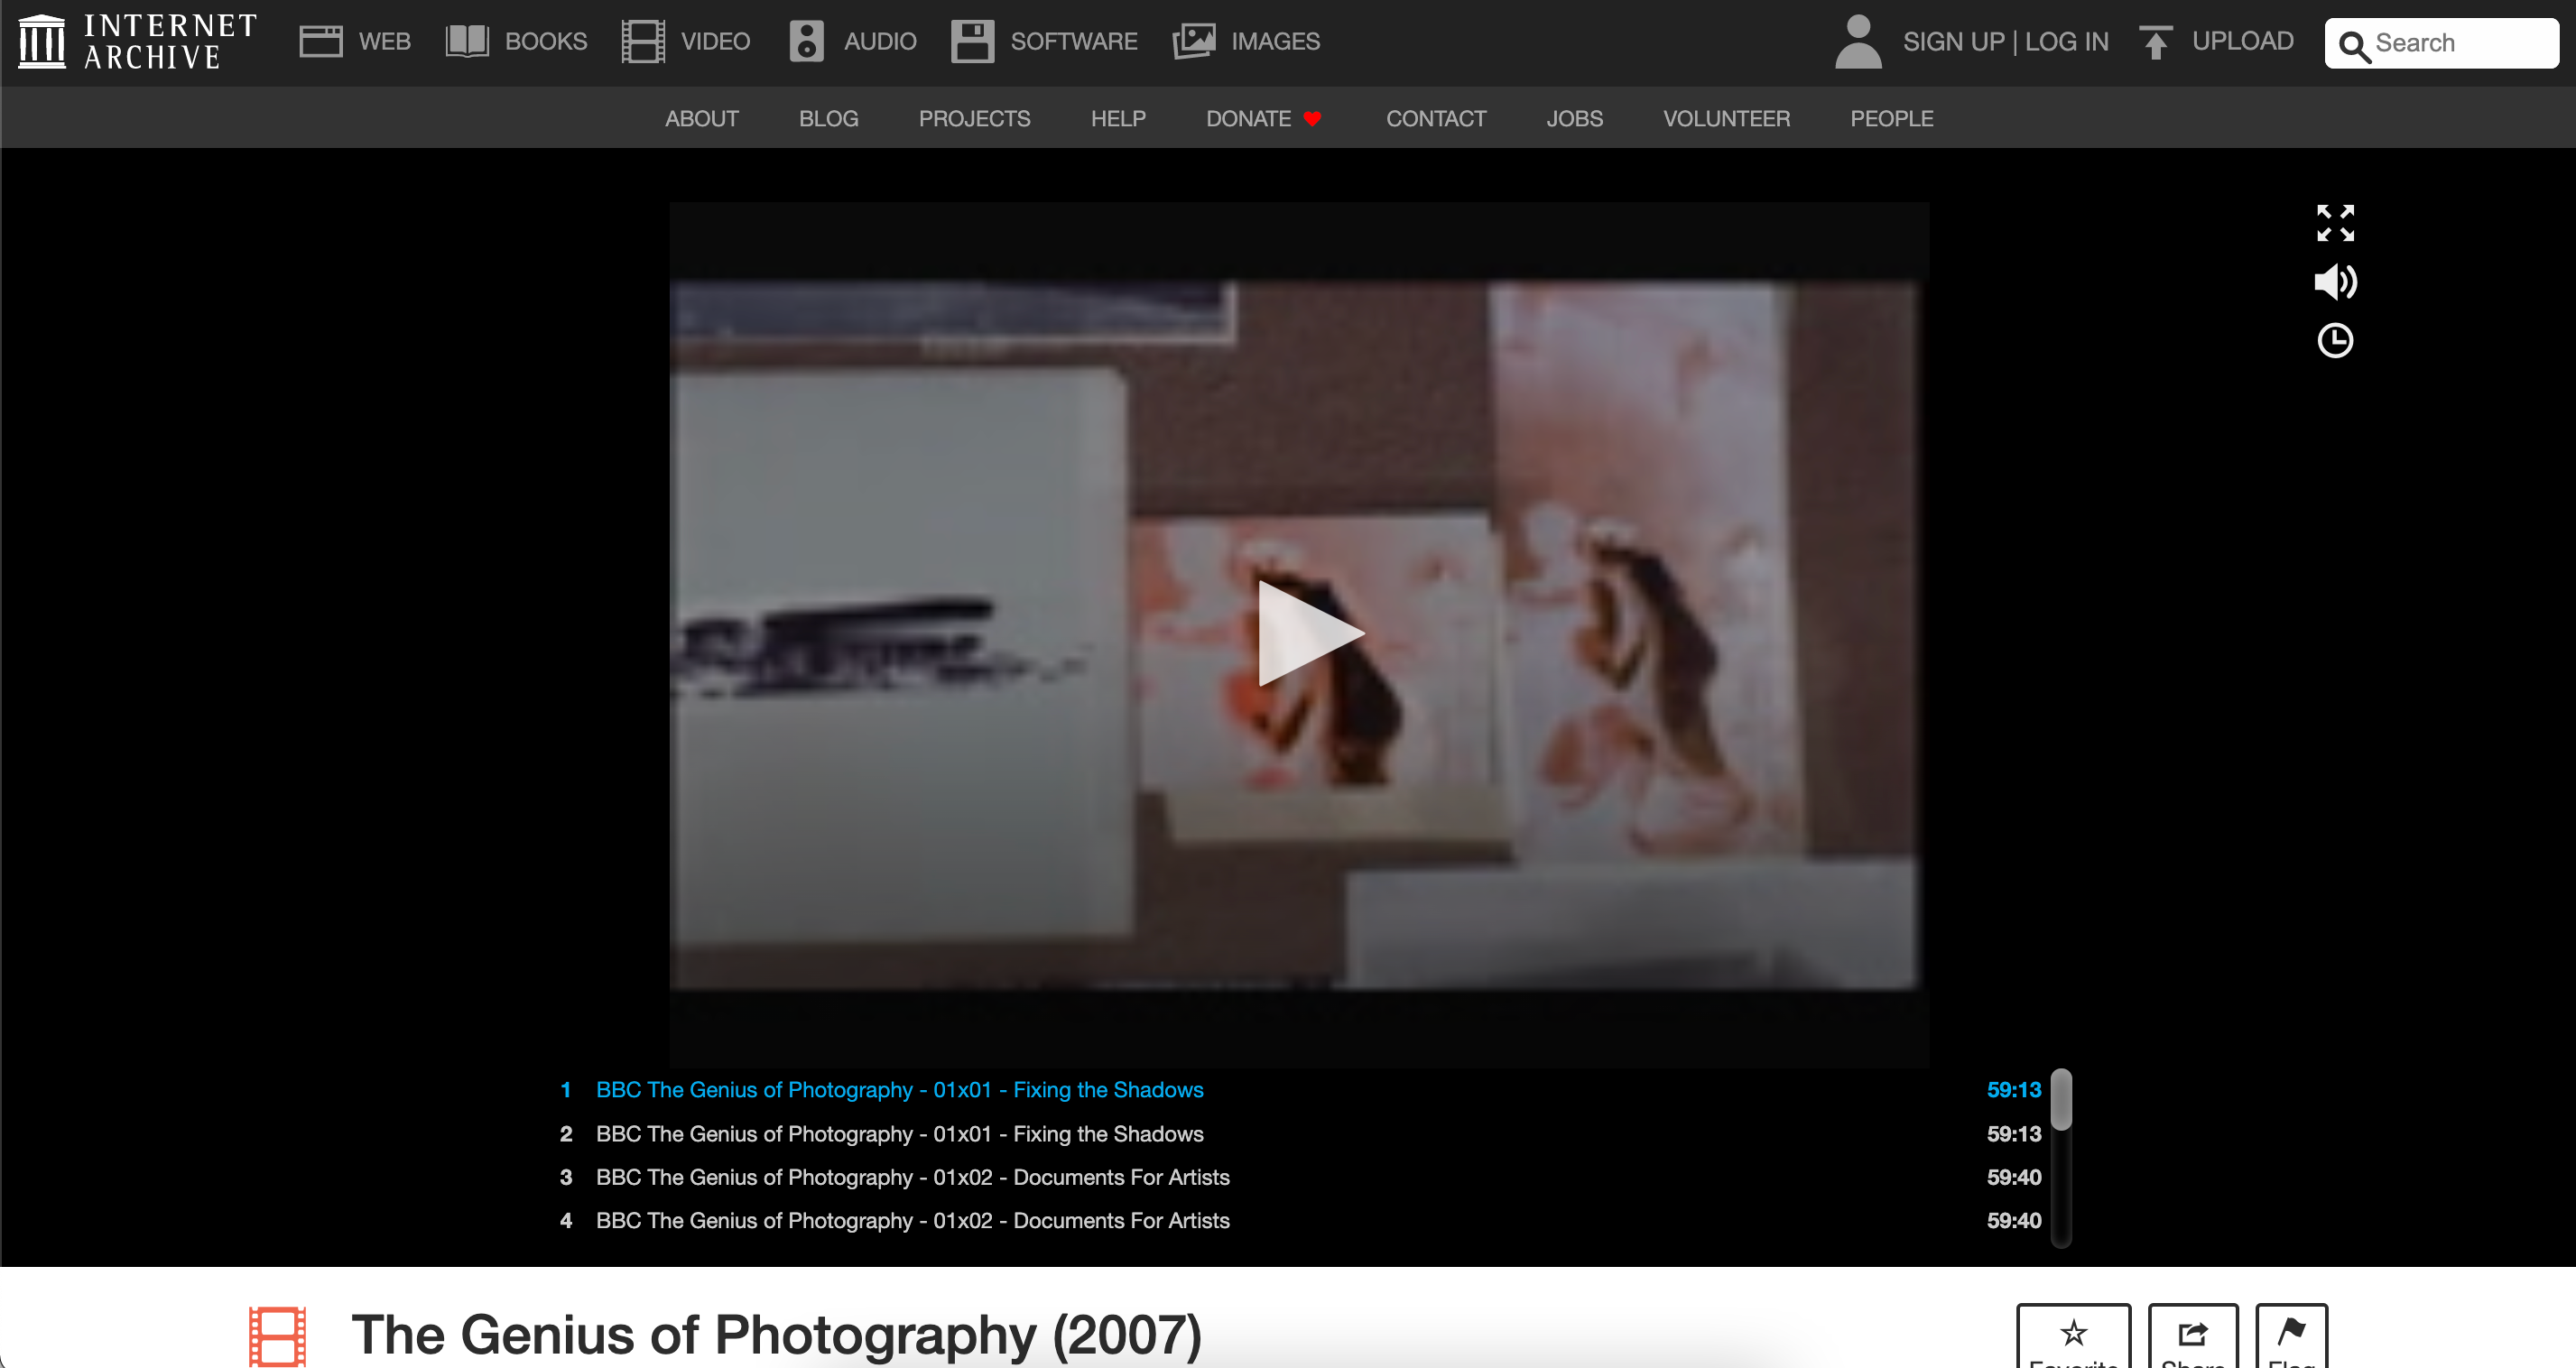 INTERNET
ARCHIVE
WEB
BOOKS
VIDEO
AUDIO
SOFTWARE
IMAGES
SIGN UP | LOG IN
UPLOAD
Search
ABOUT
BLOG
PROJECTS
HELP
DONATE
CONTACT
JOBS
VOLUNTEER
PEOPLE
1 BBC The Genius of Photography - 01x01 - Fixing the Shadows 59:13
2 BBC The Genius of Photography - 01x01 - Fixing the Shadows 59:13
3 BBC The Genius of Photography - 01x02 - Documents For Artists 59:40
4 BBC The Genius of Photography - 01x02 - Documents For Artists 59:40
The Genius of Photography (2007)
Favorite
Share
Flag